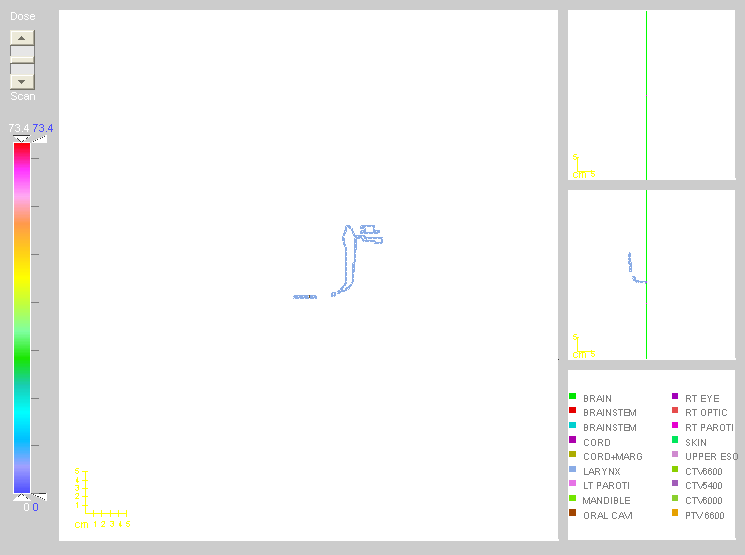 Dose
Scan
73.4 73.4
0 0
5
4
3
2
1
cm 1 2 3 4 5
5
cm 5
5
cm 5
BRAIN RT EYE
BRAINSTEM RT OPTIC
BRAINSTEM RT PAROTI
CORD SKIN
CORD+MARG UPPER ESO
LARYNX CTV6600
LT PAROTI CTV5400
MANDIBLE CTV6000
ORAL CAVI PTV6600